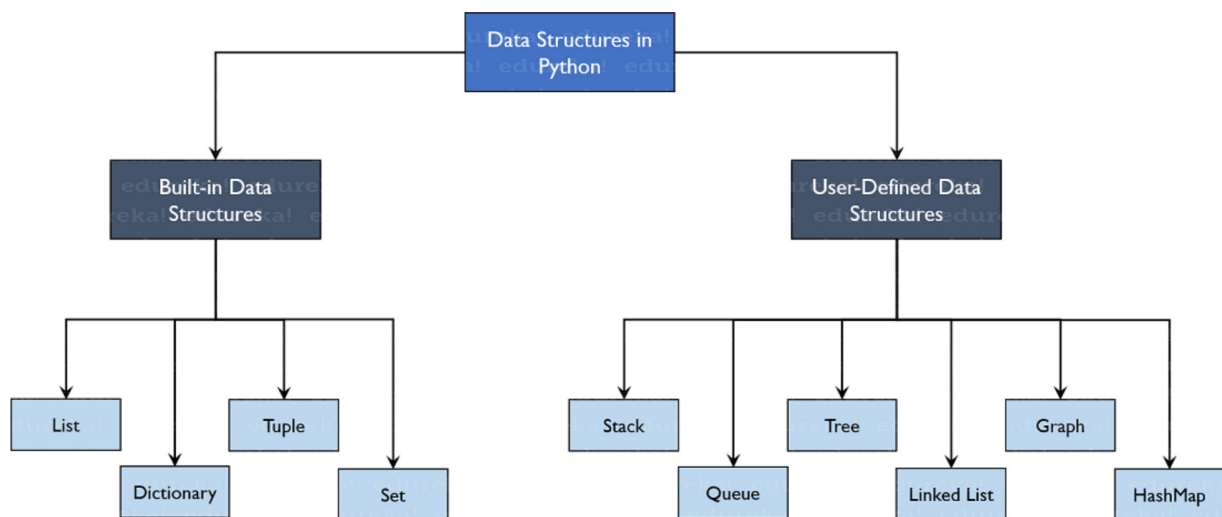 Data Structures in
Python
Built-in Data
Structures
User-Defined Data
Structures
List
Tuple
Stack
Tree
Graph
Dictionary
Set
Queue
Linked List
HashMap